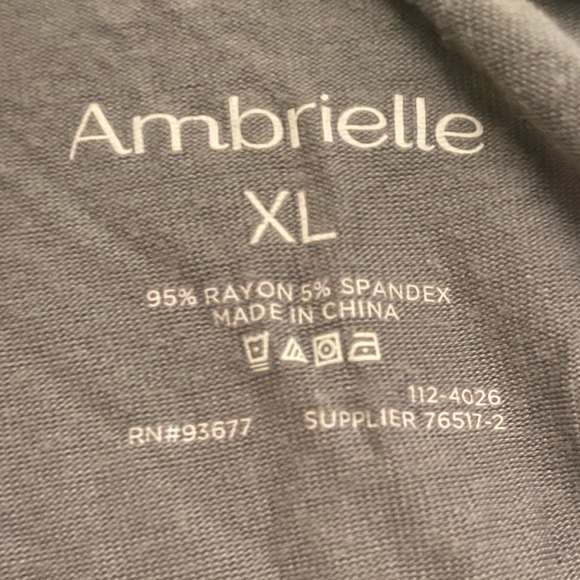 Ambrielle
XL
95% RAYON 5% SPANDEX
MADE IN CHINA
112-4026
RN#93677 SUPPLIER 76517-2